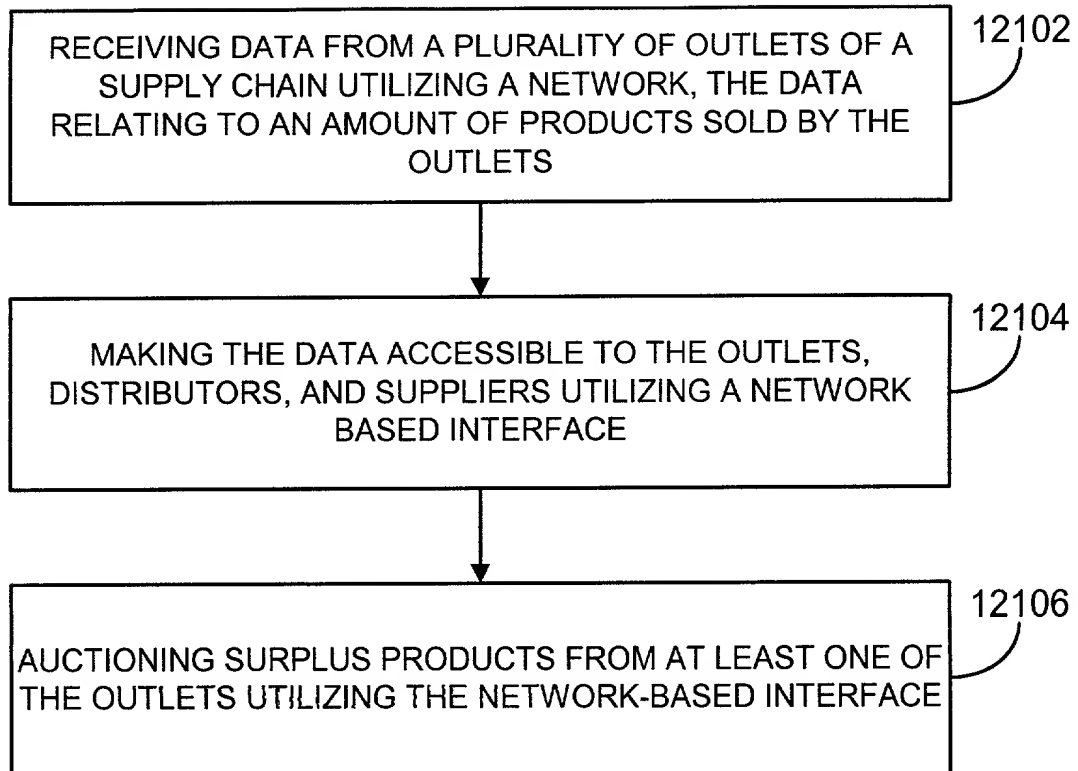 RECEIVING DATA FROM A PLURALITY OF OUTLETS OF A
SUPPLY CHAIN UTILIZING A NETWORK, THE DATA
RELATING TO AN AMOUNT OF PRODUCTS SOLD BY THE
OUTLETS
12102
MAKING THE DATA ACCESSIBLE TO THE OUTLETS,
DISTRIBUTORS, AND SUPPLIERS UTILIZING A NETWORK
BASED INTERFACE
12104
AUCTIONING SURPLUS PRODUCTS FROM AT LEAST ONE OF
THE OUTLETS UTILIZING THE NETWORK-BASED INTERFACE
12106